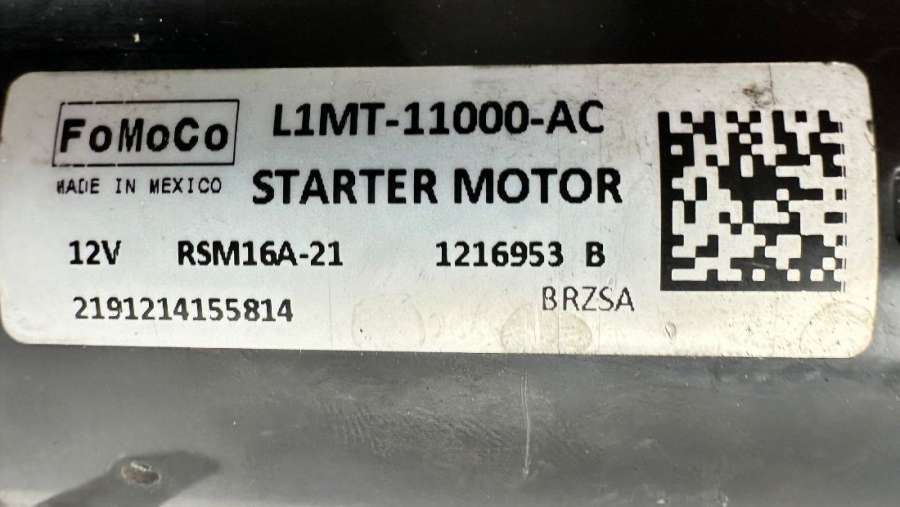 FoMoCo
MADE IN MEXICO
L1MT-11000-AC
STARTER MOTOR
12V RSM16A-21 1216953 B
2191214155814
BRZSA